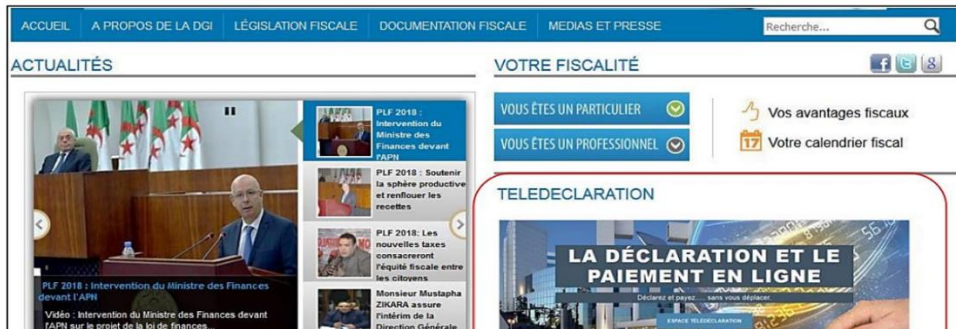 ACCUEIL A PROPOS DE LA DGI LÉGISLATION FISCALE DOCUMENTATION FISCALE MEDIAS ET PRESSE Recherche...
ACTUALITÉS
PLF 2018 :
Intervention du
Ministre des
Finances devant
l'APN
PLF 2018 : Soutenir
la sphère productive
et renflouer les
recettes
PLF 2018: Les
nouvelles taxes
consacreront
l'équité fiscale entre
les citoyens
Monsieur Mustapha
ZIKARA assure
l'intérim de la
Direction Générale
PLF 2018 : Intervention du Ministre des Finances
devant l'APN
Vidéo : Intervention du Ministre des Finances devant
l'APN sur le projet de la loi de finances...
VOTRE FISCALITÉ
VOUS ÊTES UN PARTICULIER
VOUS ÊTES UN PROFESSIONNEL
Vos avantages fiscaux
17 Votre calendrier fiscal
TELEDECLARATION
LA DÉCLARATION ET LE
PAIEMENT EN LIGNE
Déclarez et payez..... sans vous déplacer.
ESPACE TELEDECLARATION